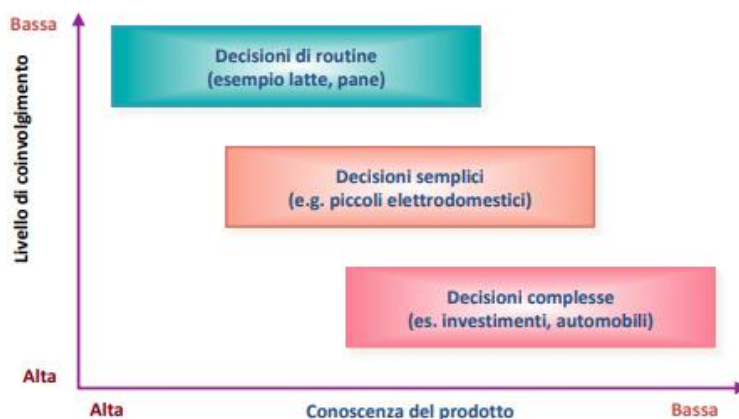 Bassa
Livello di coinvolgimento
Decisioni di routine
(esempio latte, pane)
Decisioni semplici
(e.g. piccoli elettrodomestici)
Decisioni complesse
(es. investimenti, automobili)
Alta
Alta
Conoscenza del prodotto
Bassa